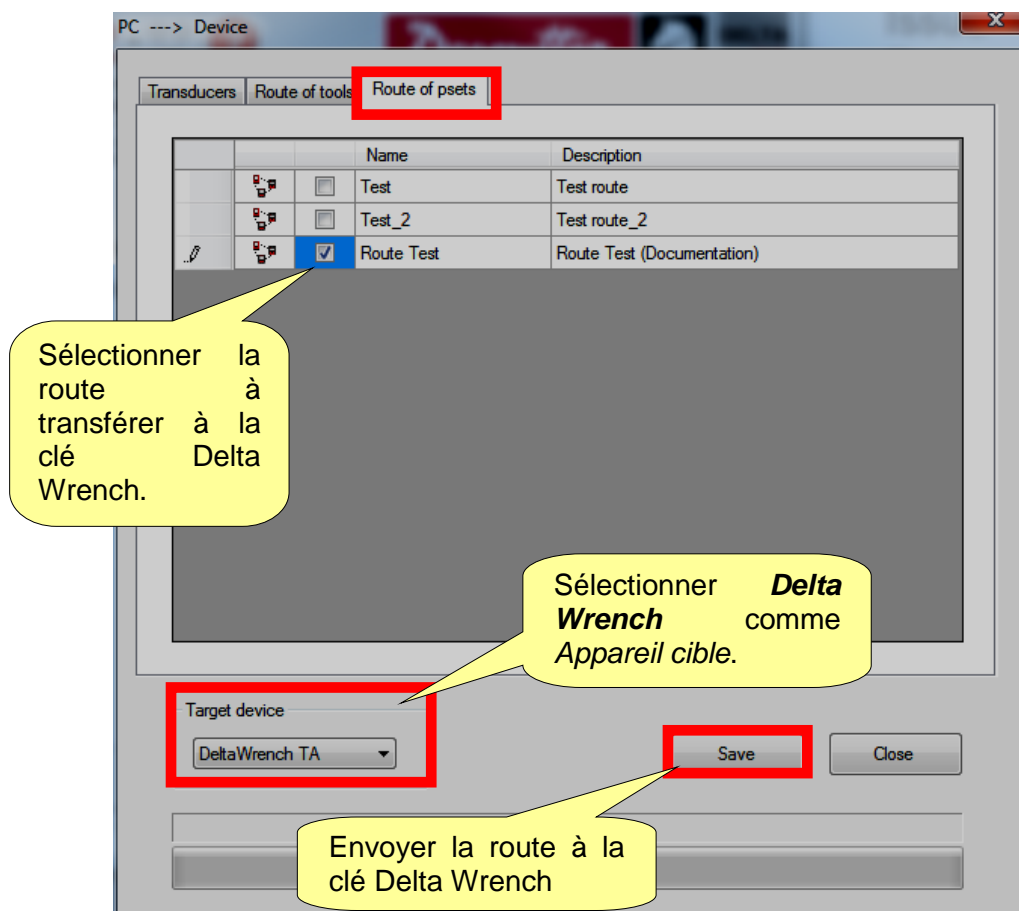 PC ---> Device
Transducers Route of tools Route of psets
Name Description
Test Test route
Test_2 Test route_2
Route Test Route Test (Documentation)
Sélectionner la
route à
transférer à la
clé Delta
Wrench.
Sélectionner Delta
Wrench comme
Appareil cible.
Target device
DeltaWrench TA
Save Close
Envoyer la route à la
clé Delta Wrench